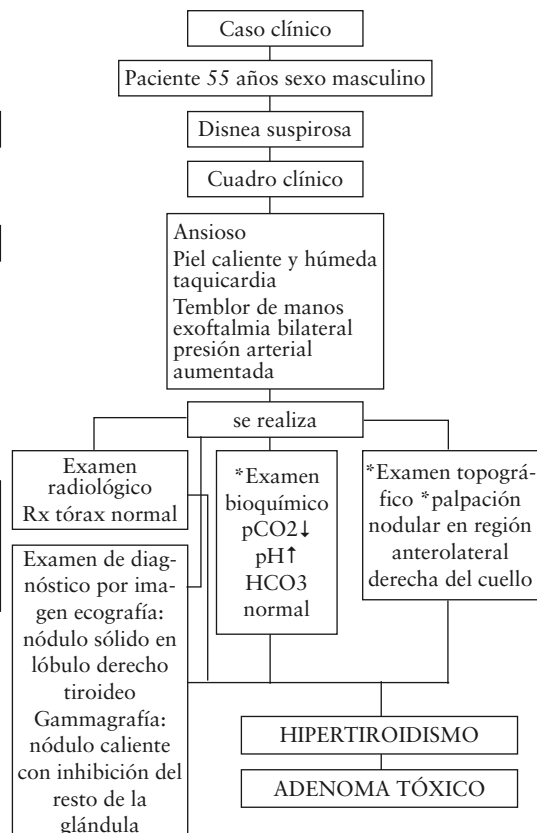 Caso clínico
Paciente 55 años sexo masculino
Disnea suspirosa
Cuadro clínico
Ansioso
Piel caliente y húmeda
taquicardia
Temblor de manos
exoftalmia bilateral
presión arterial
aumentada
se realiza
Examen
radiológico
Rx tórax normal
*Examen
bioquímico
pCO2↓
pH↑
HCO3
normal
*Examen topográ-
fico *palpación
nodular en región
anterolateral
derecha del cuello
Examen de diag-
nóstico por ima-
gen ecografía:
nódulo sólido en
lóbulo derecho
tiroideo
Gammagrafía:
nódulo caliente
con inhibición del
resto de la
glándula
HIPERTIROIDISMO
ADENOMA TÓXICO